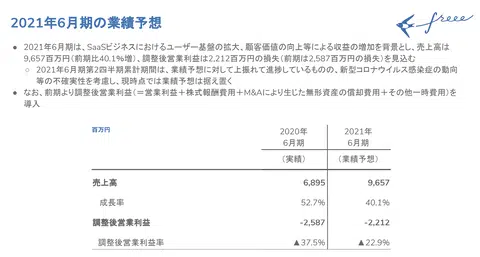 2021年6月期の業績予想
freee
● 2021年6月期は、SaaSビジネスにおけるユーザー基盤の拡大、顧客価値の向上等による収益の増加を背景とし、売上高は
9,657百万円（前期比40.1%増）、調整後営業利益は2,212百万円の損失（前期は2,587百万円の損失）を見込む
○ 2021年6月期第2四半期累計期間は、業績予想に対して上振れて進捗しているものの、新型コロナウイルス感染症の動向
等の不確実性を考慮し、現時点では業績予想は据え置く
● なお、前期より調整後営業利益（＝営業利益＋株式報酬費用＋M&Aにより生じた無形資産の償却費用＋その他一時費用）を
導入
百万円 2020年 2021年
6月期 6月期
（実績） （業績予想）
売上高 6,895 9,657
成長率 52.7% 40.1%
調整後営業利益 -2,587 -2,212
調整後営業利益率 ▲37.5% ▲22.9%